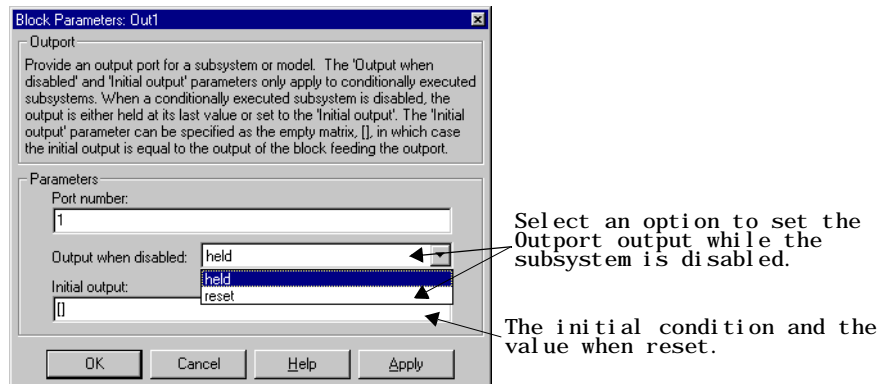 Block Parameters: Out1
Outport
Provide an output port for a subsystem or model. The 'Output when
disabled' and 'Initial output' parameters only apply to conditionally executed
subsystems. When a conditionally executed subsystem is disabled, the
output is either held at its last value or set to the 'Initial output'. The 'Initial
output' parameter can be specified as the empty matrix, [], in which case
the initial output is equal to the output of the block feeding the outport.
Parameters
Port number:
1
Output when disabled: held
held
reset
Initial output:
[]
OK Cancel Help Apply
Select an option to set the
Outport output while the
subsystem is disabled.
The initial condition and the
value when reset.